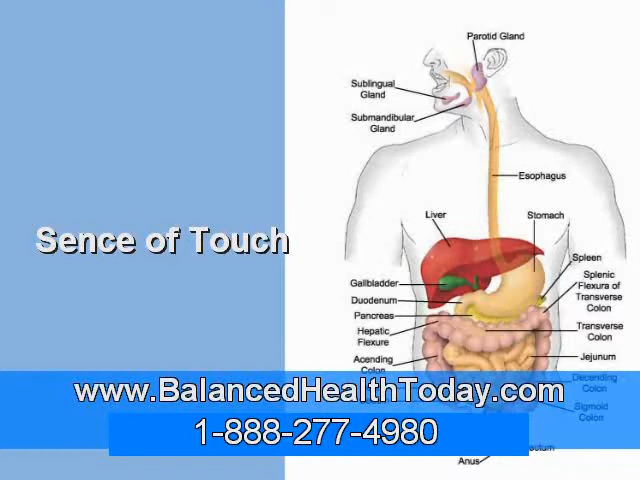 Sence of Touch
Parotid Gland
Sublingual
Gland
Submandibular
Gland
Esophagus
Liver
Stomach
Spleen
Splenic
Flexura of
Transverse
Colon
Gallbladder
Duodenum
Pancreas
Hepatic
Flexure
Transverse
Colon
Acending
Colon
Jejunum
Decending
Colon
Sigmoid
Colon
www.BalancedHealthToday.com
1-888-277-4980
Anus